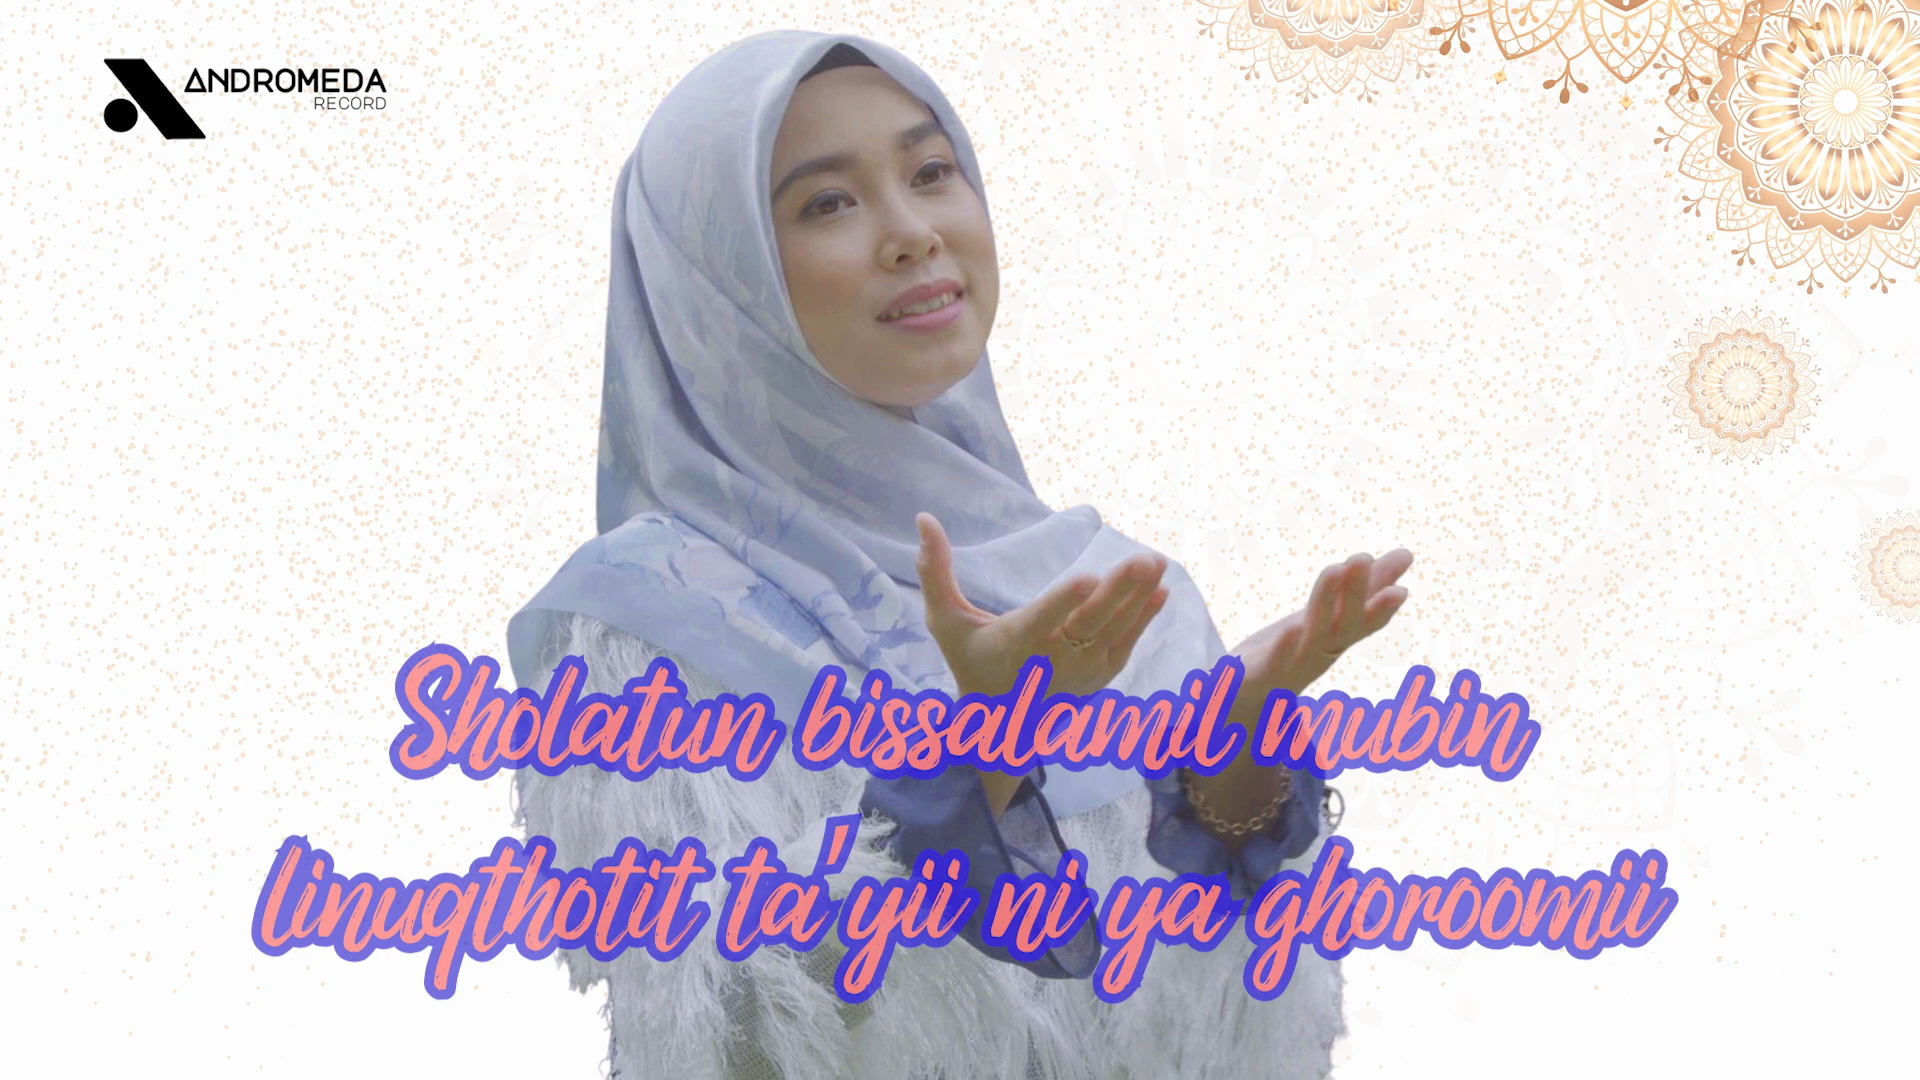 ANDROMEDA
RECORD
Sholatun bissalamil mubin
linuqthotit ta'yii ni ya ghoroomii